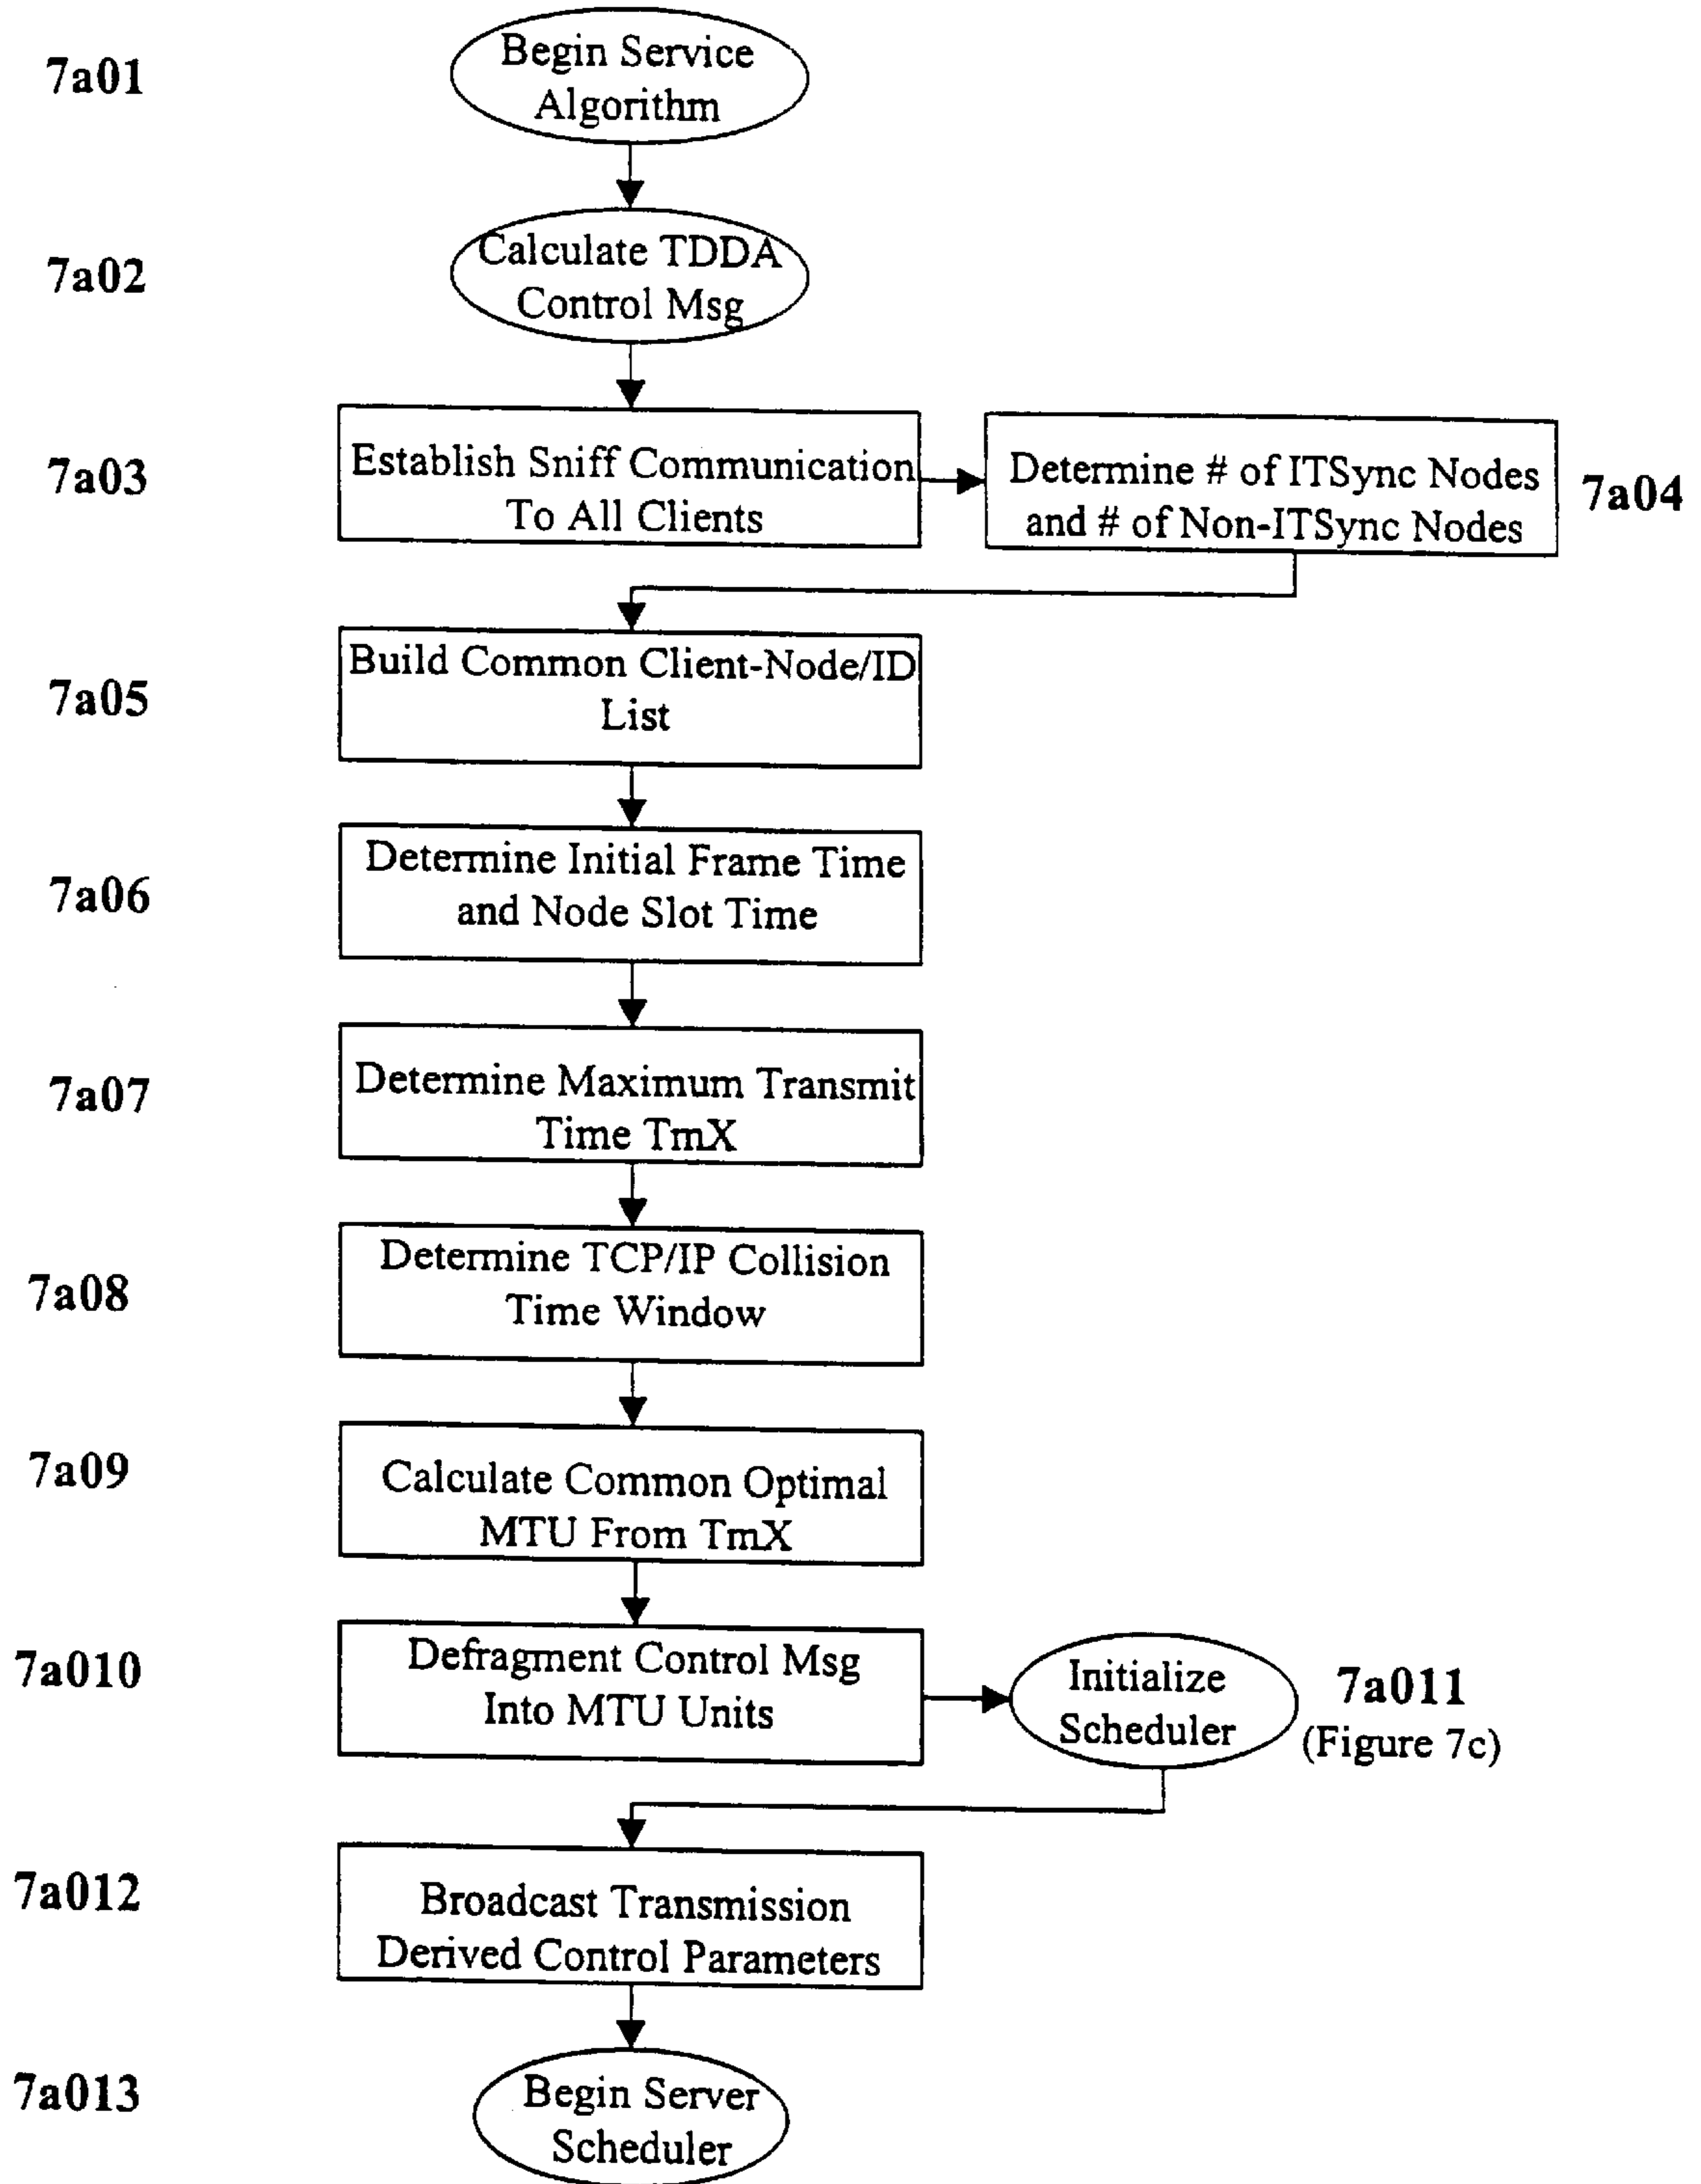 7a01
Begin Service
Algorithm
7a02
Calculate TDDA
Control Msg
7a03
Establish Sniff Communication
To All Clients
Determine # of ITSync Nodes
and # of Non-ITSync Nodes
7a04
7a05
Build Common Client-Node/ID
List
7a06
Determine Initial Frame Time
and Node Slot Time
7a07
Determine Maximum Transmit
Time TmX
7a08
Determine TCP/IP Collision
Time Window
7a09
Calculate Common Optimal
MTU From TmX
7a010
Defragment Control Msg
Into MTU Units
Initialize
Scheduler
7a011
(Figure 7c)
7a012
Broadcast Transmission
Derived Control Parameters
7a013
Begin Server
Scheduler